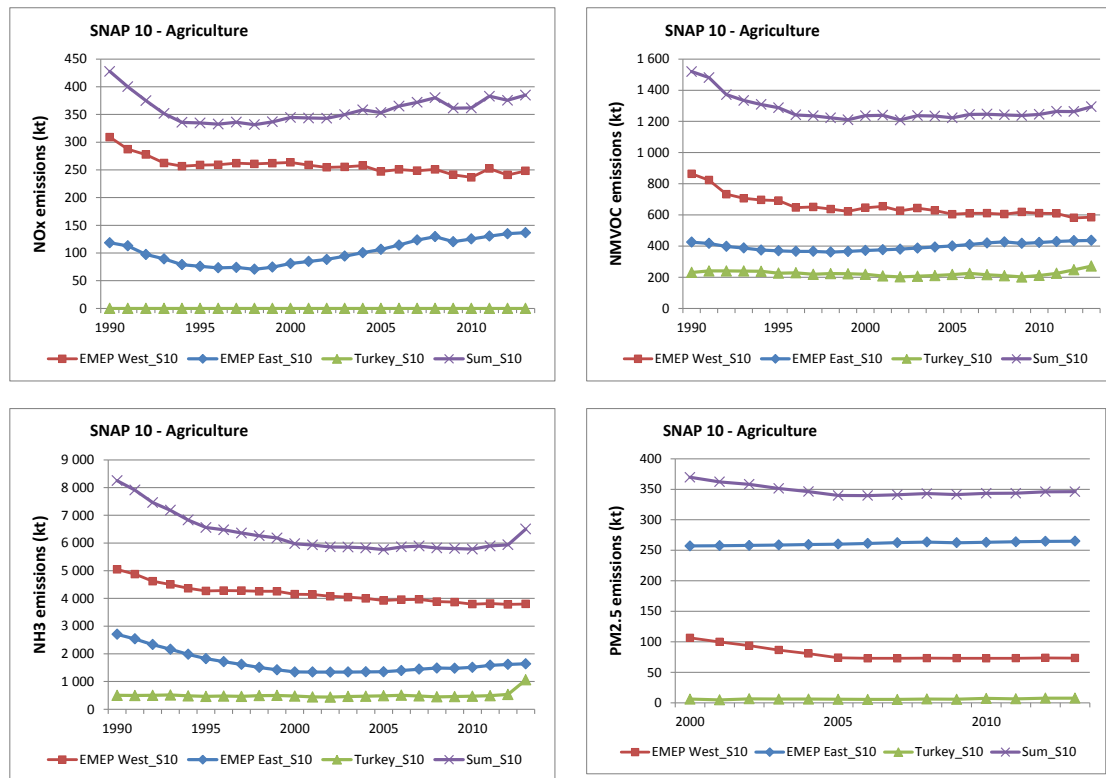 SNAP 10 - Agriculture
NOx emissions (kt)
450
400
350
300
250
200
150
100
50
0
1990 1995 2000 2005 2010
EMEP West_S10 EMEP East_S10 Turkey_S10 Sum_S10
SNAP 10 - Agriculture
NMVOC emissions (kt)
1 600
1 400
1 200
1 000
800
600
400
200
0
1990 1995 2000 2005 2010
EMEP West_S10 EMEP East_S10 Turkey_S10 Sum_S10
SNAP 10 - Agriculture
NH3 emissions (kt)
9 000
8 000
7 000
6 000
5 000
4 000
3 000
2 000
1 000
0
1990 1995 2000 2005 2010
EMEP West_S10 EMEP East_S10 Turkey_S10 Sum_S10
SNAP 10 - Agriculture
PM2.5 emissions (kt)
400
350
300
250
200
150
100
50
0
2000 2005 2010
EMEP West_S10 EMEP East_S10 Turkey_S10 Sum_S10